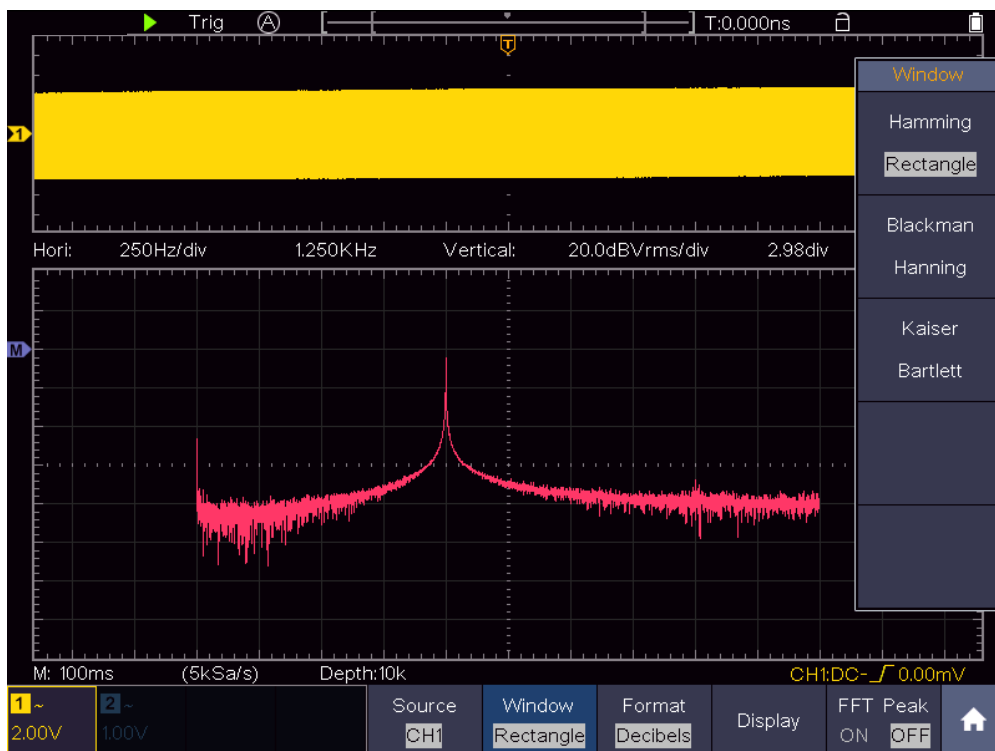 Trig A T:0.000ns
T
Window
1
Hamming
Rectangle
Blackman
Hanning
Hori: 250Hz/div 1.250KHz Vertical: 20.0dBVrms/div 2.98div
Kaiser
M
Bartlett
M: 100ms (5kSa/s) Depth:10k CH1:DC- 0.00mV
1 ~ 2 ~ Source Window Format Display FFT Peak
2.00V 1.00V CH1 Rectangle Decibels ON OFF